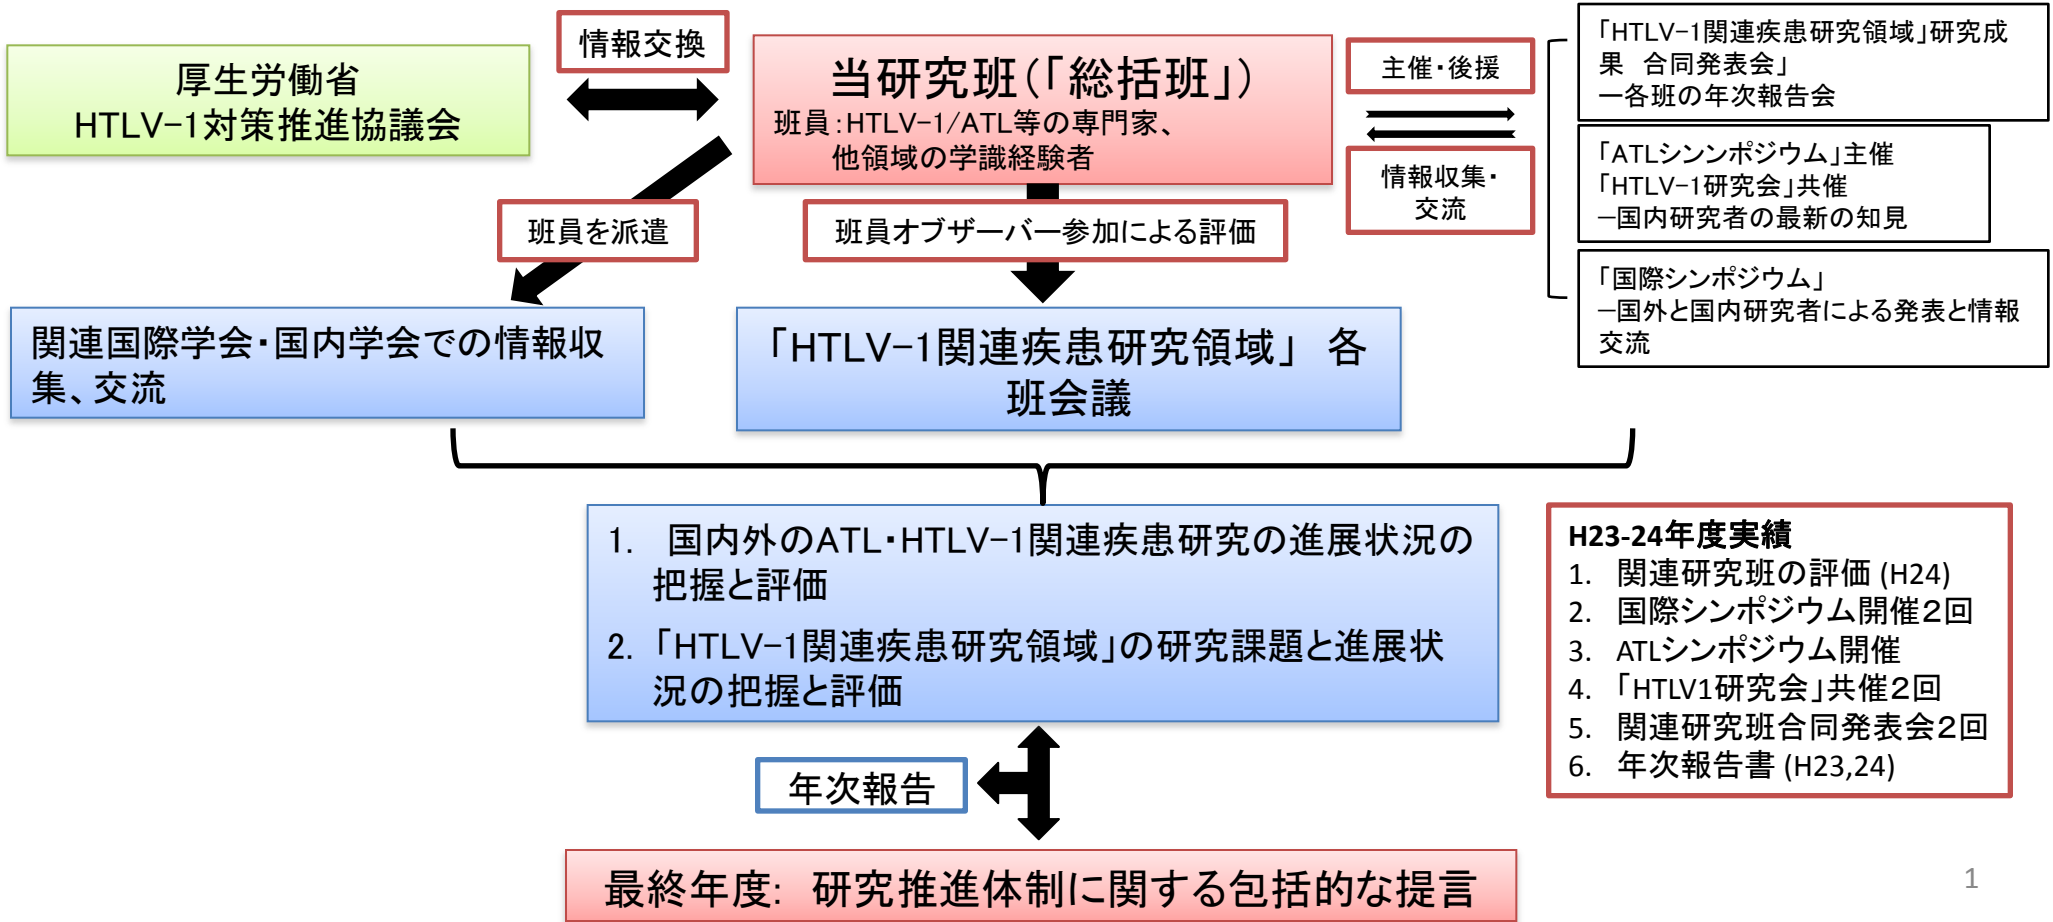 厚生労働省
HTLV-1対策推進協議会
情報交換
当研究班(「総括班」)
班員:HTLV-1/ATL等の専門家、
他領域の学識経験者
主催・後援
情報収集・
交流
「HTLV-1関連疾患研究領域」研究成
果　合同発表会」
ー各班の年次報告会
「ATLシンンポジウム」主催
「HTLV-1研究会」共催
―国内研究者の最新の知見
「国際シンポジウム」
―国外と国内研究者による発表と情報
交流
班員を派遣
班員オブザーバー参加による評価
関連国際学会・国内学会での情報収
集、交流
「HTLV-1関連疾患研究領域」 各
班会議
1. 国内外のATL・HTLV-1関連疾患研究の進展状況の
把握と評価
2. 「HTLV-1関連疾患研究領域」の研究課題と進展状
況の把握と評価
H23-24年度実績
1. 関連研究班の評価 (H24)
2. 国際シンポジウム開催2回
3. ATLシンポジウム開催
4. 「HTLV1研究会」共催2回
5. 関連研究班合同発表会2回
6. 年次報告書 (H23,24)
年次報告
最終年度: 研究推進体制に関する包括的な提言
1